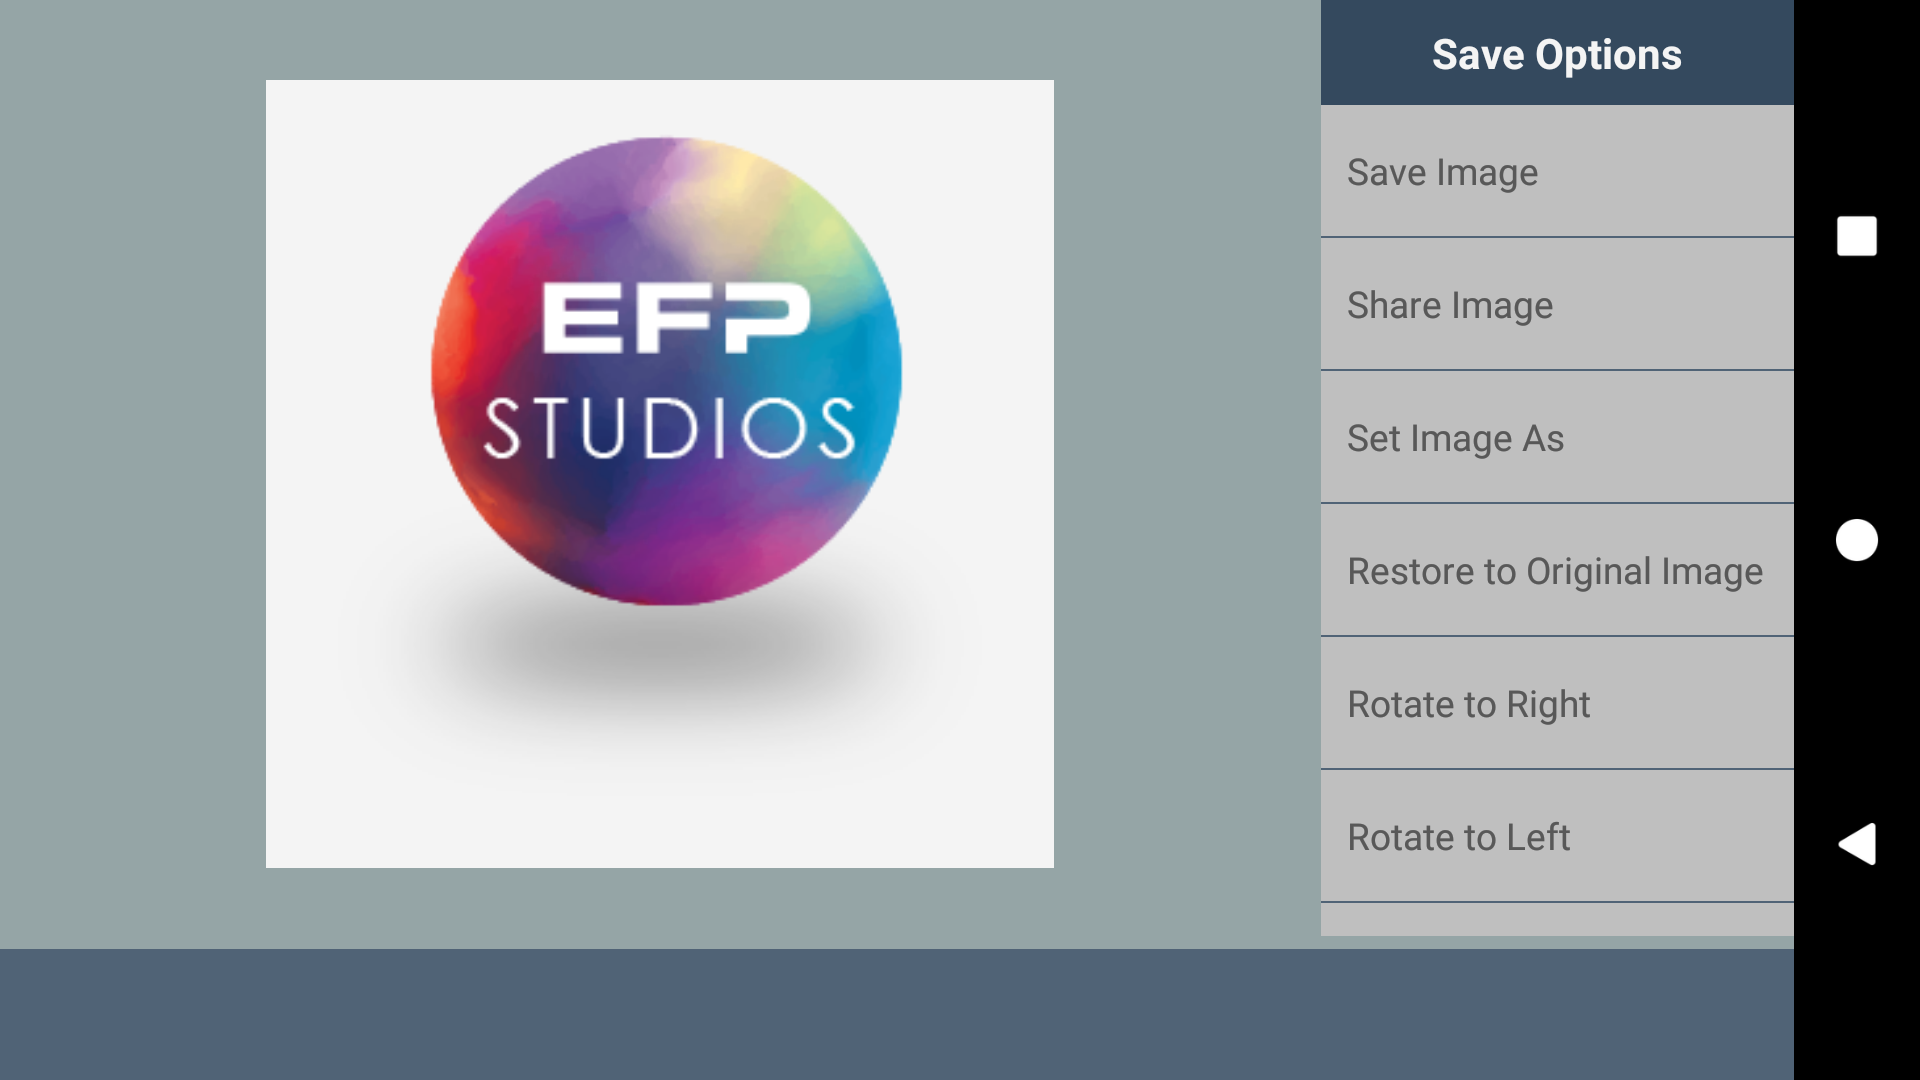 EFP
STUDIOS
Save Options
Save Image
Share Image
Set Image As
Restore to Original Image
Rotate to Right
Rotate to Left